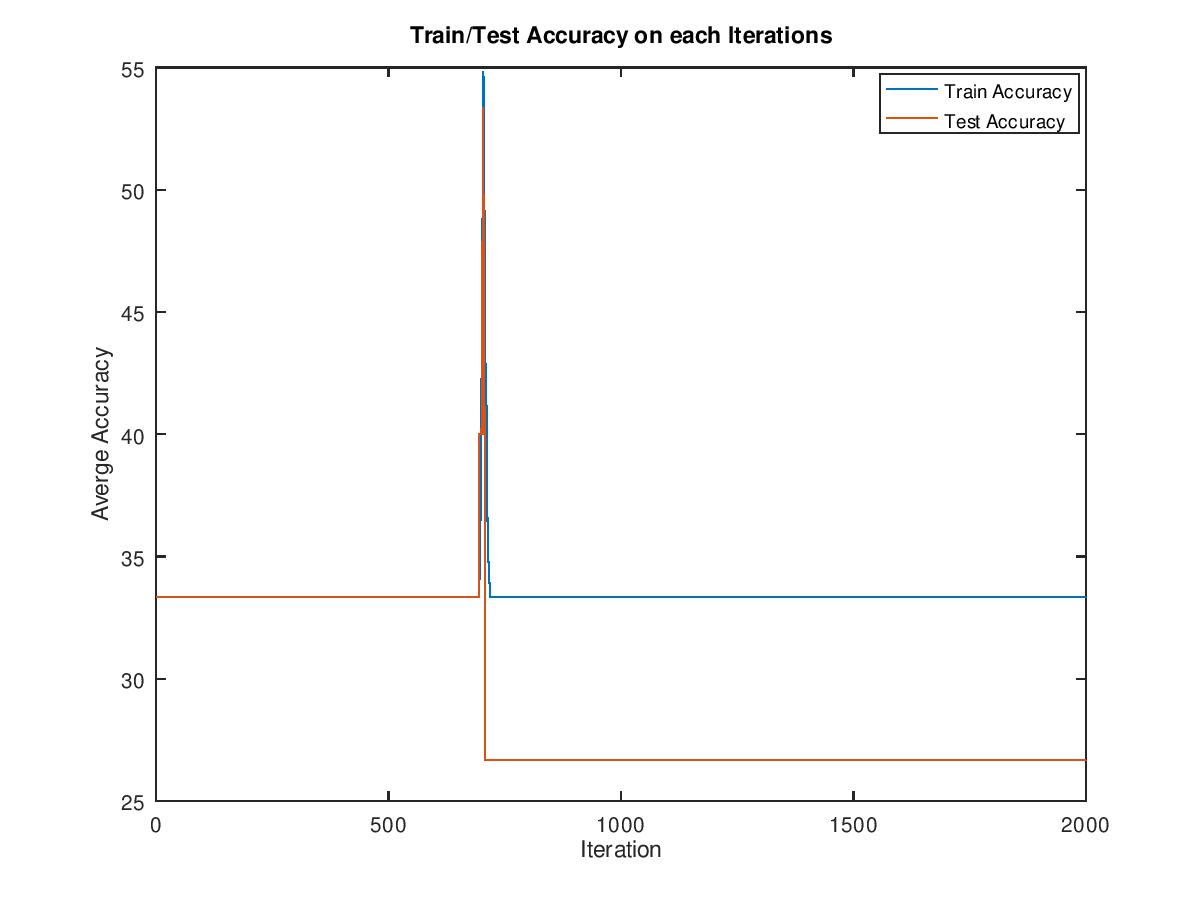 Train/Test Accuracy on each Iterations
55
50
45
40
35
30
25
Averge Accuracy
Train Accuracy
Test Accuracy
0 500 1000 1500 2000
Iteration